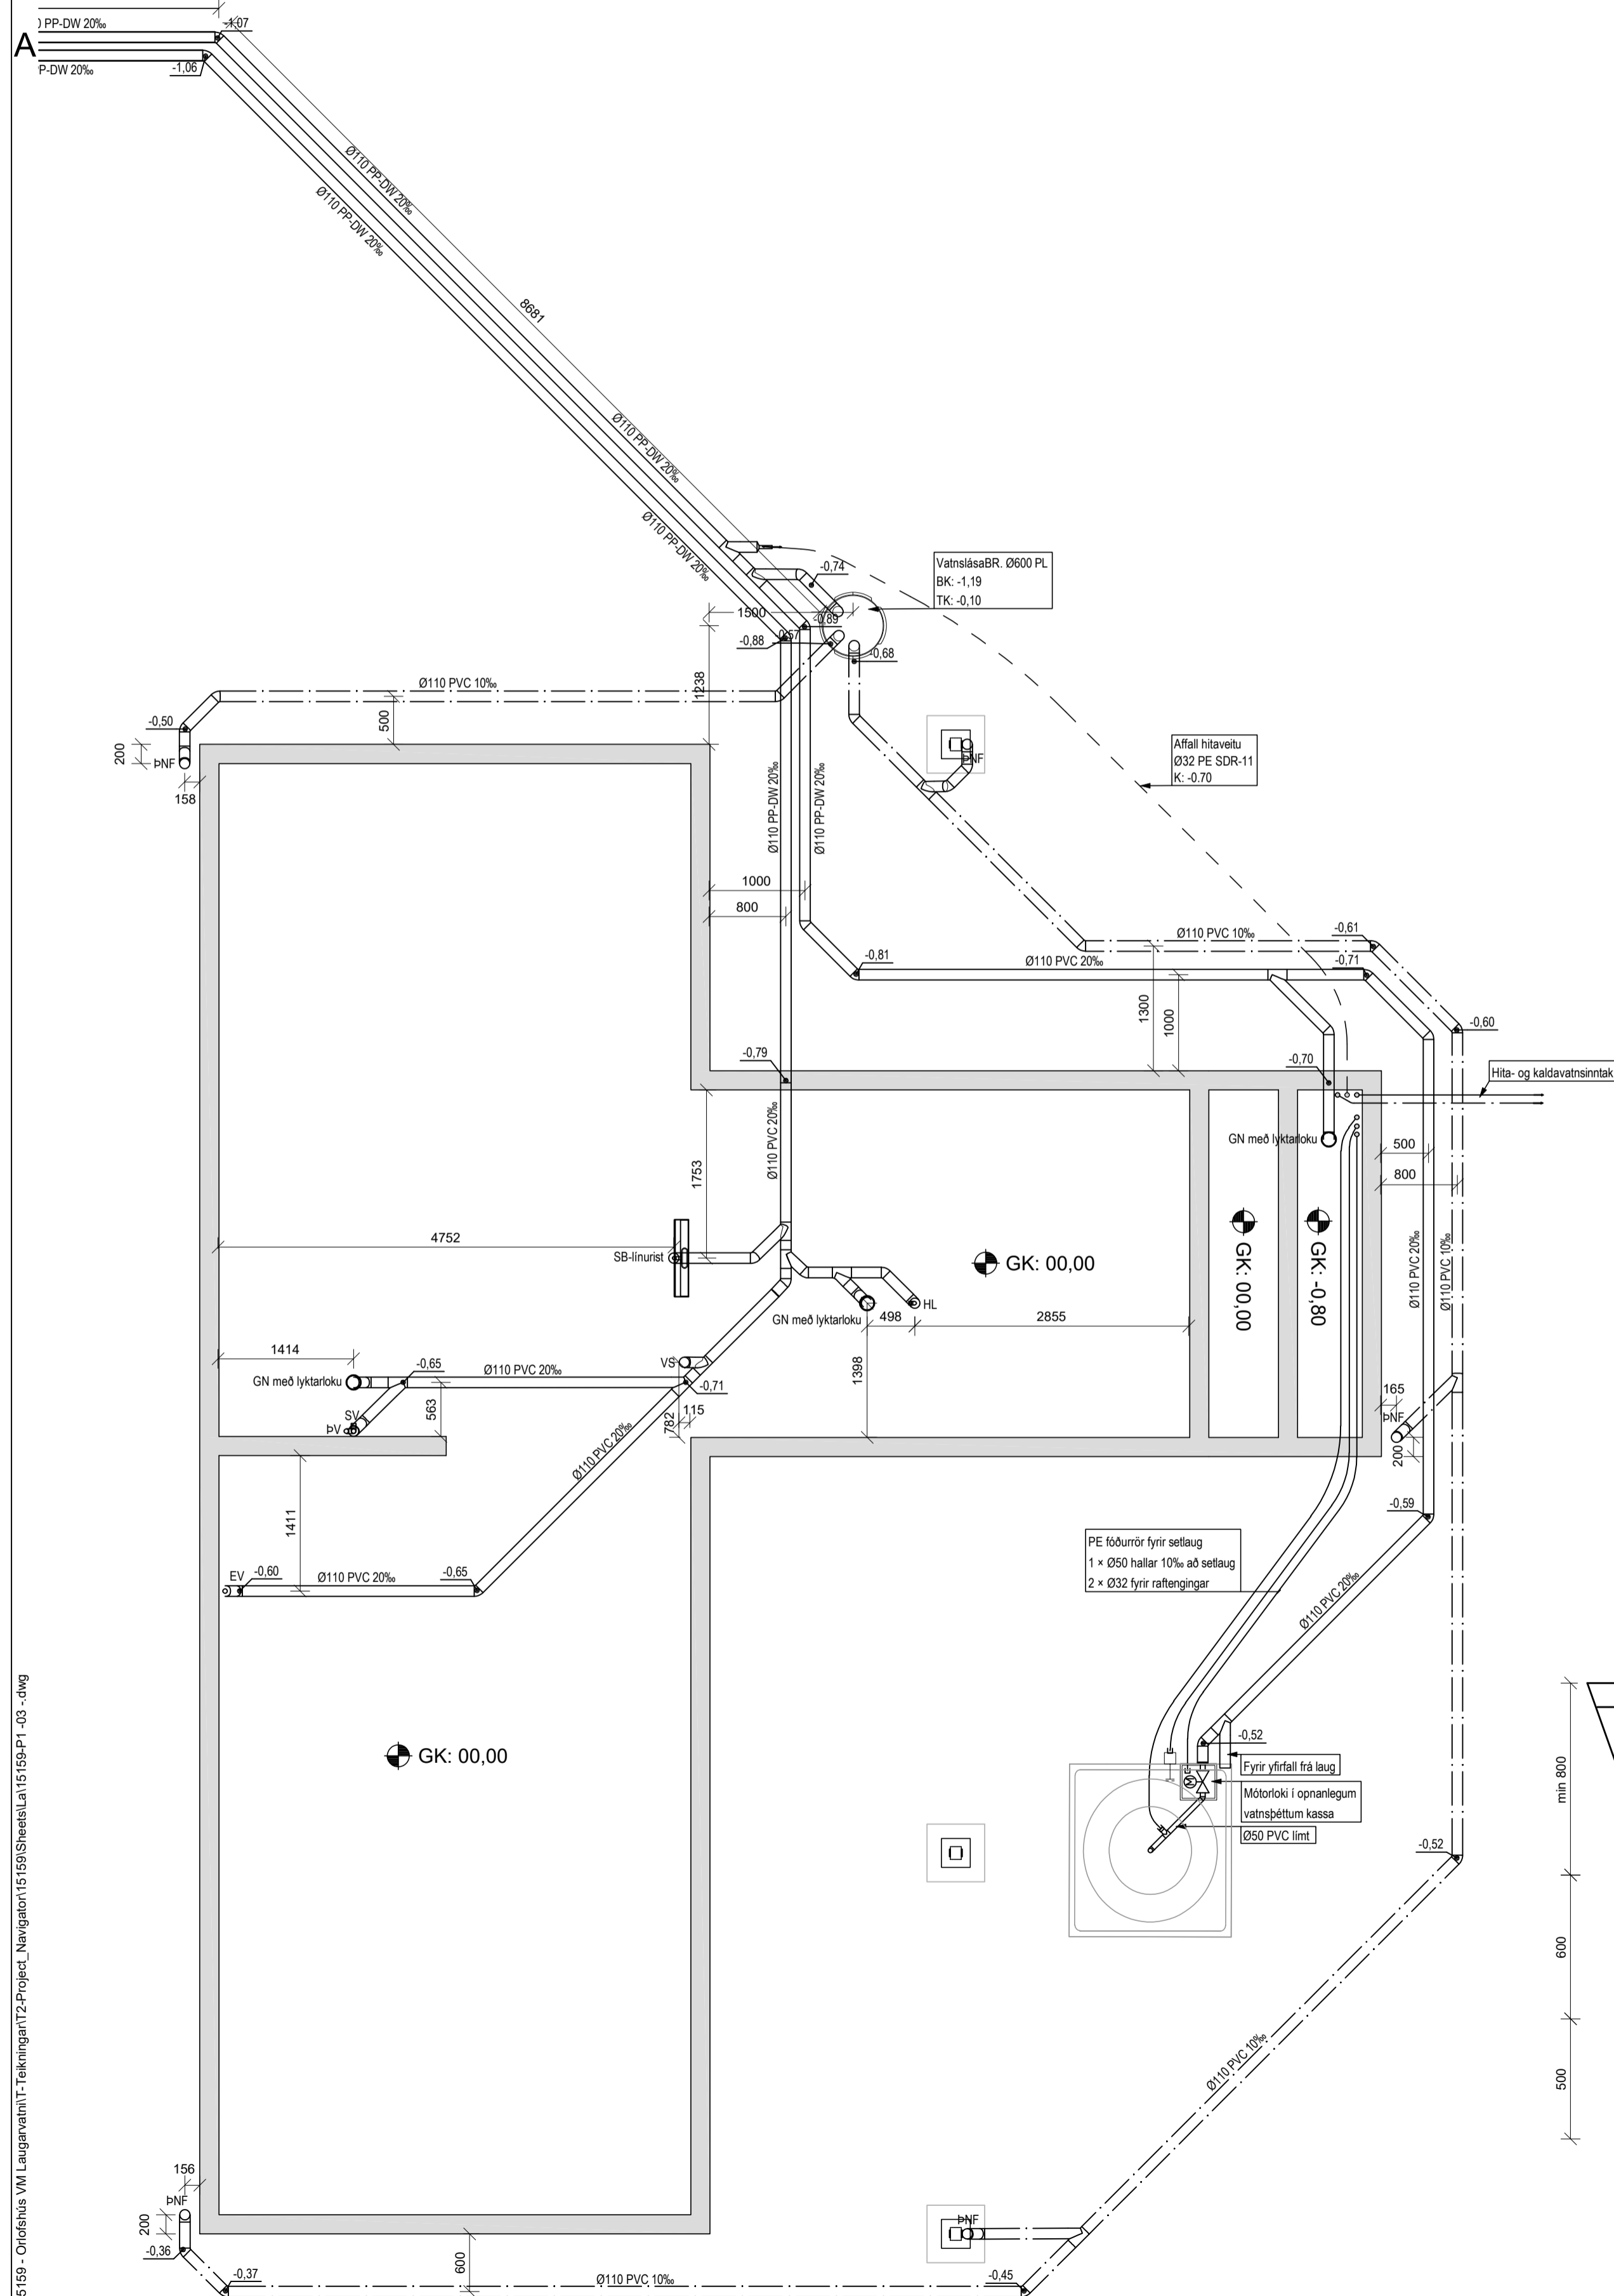 Ø PP-DW 20‰
-1,07
A
P-DW 20‰
-1,06
Ø110 PP-DW 20‰
Ø110 PP-DW 20‰
8681
Ø110 PP-DW 20‰
Ø110 PP-DW 20‰
-0,74
VatnslásaBR. Ø600 PL
BK: -1,19
TK: -0,10
1500
-0,89
-0,88
0,57
-0,68
1238
Ø110 PVC 10‰
-0,50
500
200
ÞNF
158
ÞNF
Affall hitaveitu
Ø32 PE SDR-11
K: -0.70
Ø110 PP-DW 20‰
Ø110 PP-DW 20‰
1000
800
-0,61
Ø110 PVC 10‰
-0,81
Ø110 PVC 20‰
-0,71
1300
1000
-0,60
-0,79
-0,70
Hita- og kaldavatnsinntak
Ø110 PVC 20‰
1753
GN með lyktarloku
500
800
4752
SB-línurist
GK: 00,00
GK: 00,00
GK: -0,80
Ø110 PVC 20‰
Ø110 PVC 10‰
HL
GN með lyktarloku
498
2855
1414
VS
-0,65
Ø110 PVC 20‰
GN með lyktarloku
-0,71
1398
563
SV
ÞV
782
115
165
ÞNF
200
Ø110 PVC 20‰
1411
-0,59
PE fóðurrör fyrir setlaug
1 × Ø50 hallar 10‰ að setlaug
2 × Ø32 fyrir raftengingar
EV
-0,60
Ø110 PVC 20‰
-0,65
Ø110 PVC 20‰
-0,52
GK: 00,00
Fyrir yfirfall frá laug
M
Mótorloki í opnanlegum
vatnsþéttum kassa
Ø50 PVC límt
min 800
-0,52
600
Ø110 PVC 10‰
500
156
ÞNF
200
ÞNF
-0,36
600
-0,37
Ø110 PVC 10‰
-0,45
5159 - Orlofshús VM Laugarvatni\T-Teikningar\T2-Project_Navigator\15159\Sheets\La\15159-P1 -03 -.dwg